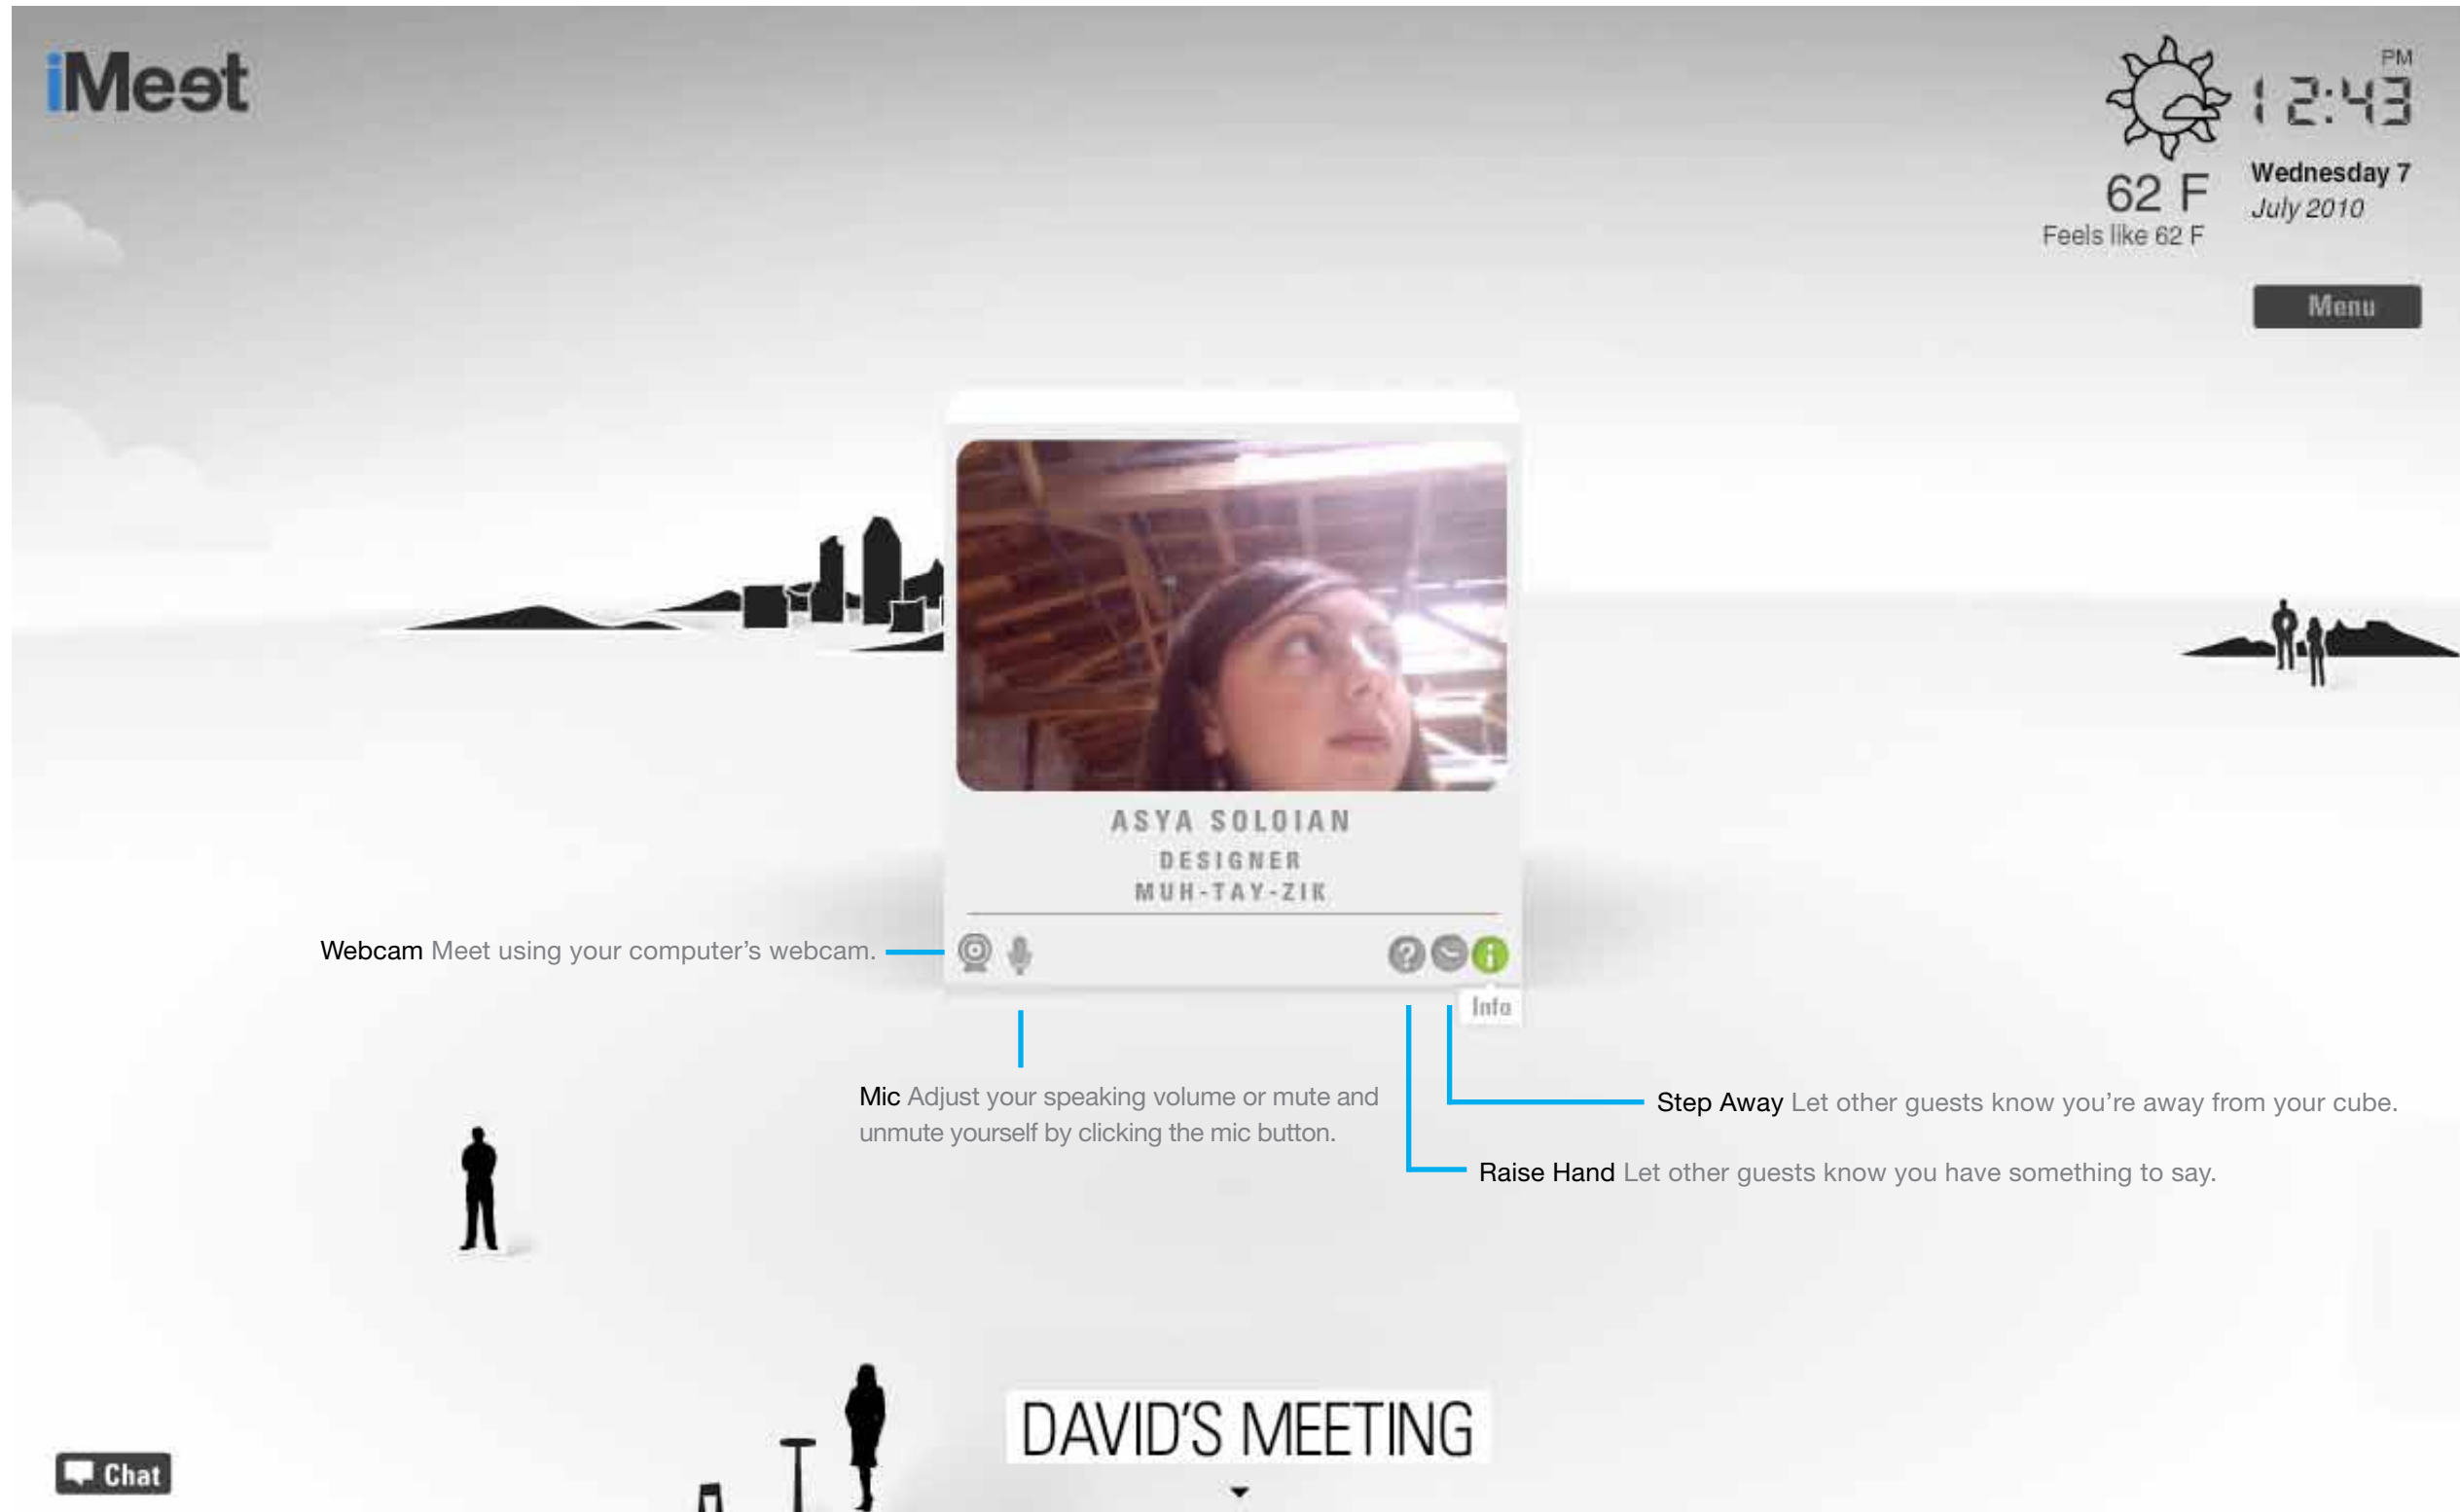 iMeet
PM
12:43
Wednesday 7
July 2010
62 F
Feels like 62 F
Menu
ASYA SOLOIAN
DESIGNER
MUH-TAY-ZIK
Webcam Meet using your computer's webcam.
?
i
Info
Mic Adjust your speaking volume or mute and
unmute yourself by clicking the mic button.
Step Away Let other guests know you're away from your cube.
Raise Hand Let other guests know you have something to say.
DAVID'S MEETING
Chat